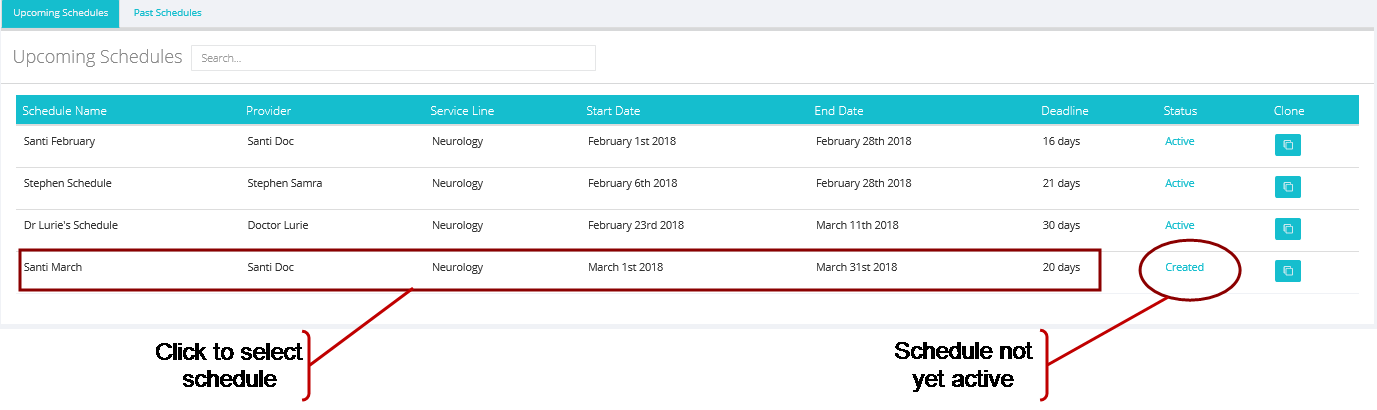 Upcoming Schedules Past Schedules
Upcoming Schedules Search...
Schedule Name Provider Service Line Start Date End Date Deadline Status Clone
Santi February Santi Doc Neurology February 1st 2018 February 28th 2018 16 days Active
Stephen Schedule Stephen Samra Neurology February 6th 2018 February 28th 2018 21 days Active
Dr Lurie's Schedule Doctor Lurie Neurology February 23rd 2018 March 11th 2018 30 days Active
Santi March Santi Doc Neurology March 1st 2018 March 31st 2018 20 days Created
Click to select
schedule
Schedule not
yet active